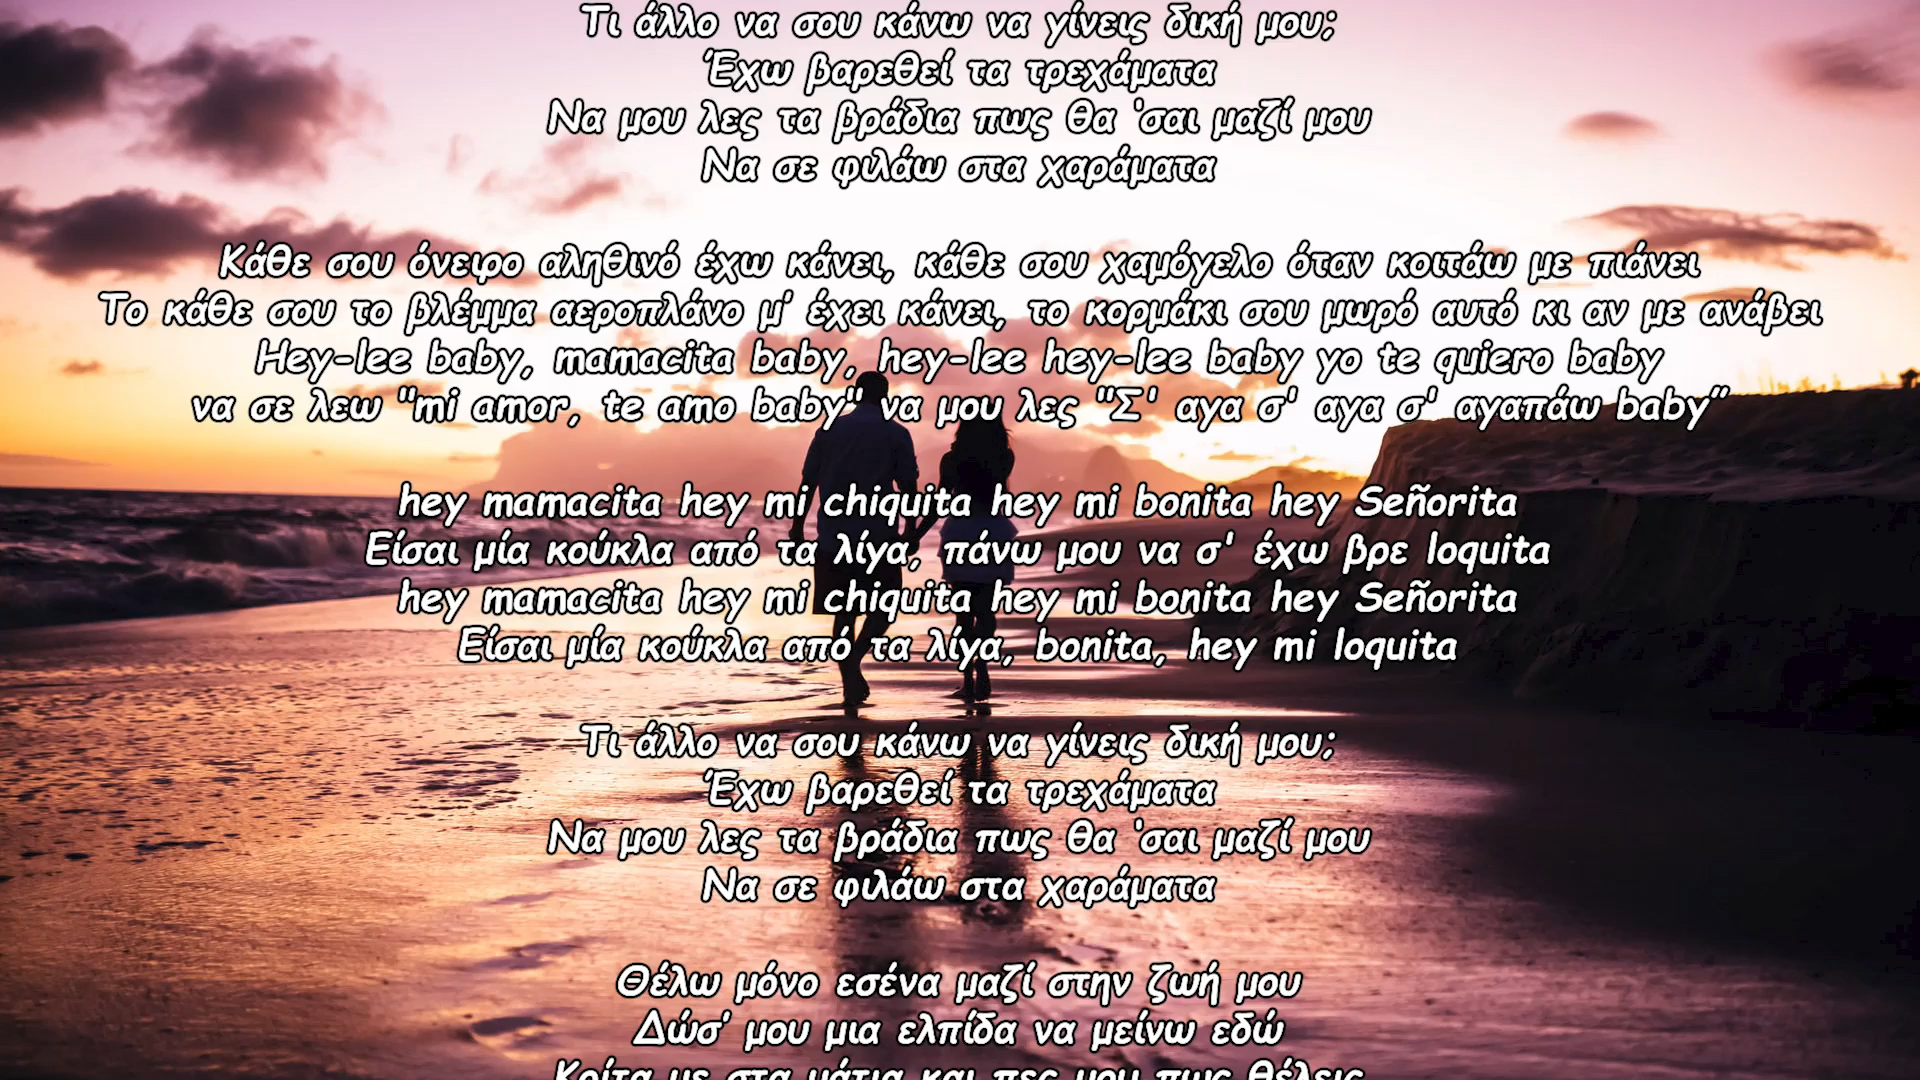 Τι άλλο να σου κάνω να γίνεις δική μου;
Έχω βαρεθεί τα τρεχάματα
Να μου λες τα βράδια πως θα 'σαι μαζί μου
Να σε φιλάω στα χαράματα
Κάθε σου όνειρο αληθινό έχω κάνει, κάθε σου χαμόγελο όταν κοιτάω με πιάνει
Το κάθε σου το βλέμμα αεροπλάνο μ' έχει κάνει, το κορμάκι σου μωρό αυτό κι αν με ανάβει
Hey-lee baby, mamacita baby, hey-lee hey-lee baby yo te quiero baby
να σε λεω "mi amor, te amo baby" να μου λες "Σ' αγα σ' αγα σ' αγαπάω baby”
hey mamacita hey mi chiquita hey mi bonita hey Señorita
Είσαι μία κούκλα από τα λίγα, πάνω μου να σ' έχω βρε loquita
hey mamacita hey mi chiquita hey mi bonita hey Señorita
Είσαι μία κούκλα από τα λίγα, bonita, hey mi loquita
Τι άλλο να σου κάνω να γίνεις δική μου;
Έχω βαρεθεί τα τρεχάματα
Να μου λες τα βράδια πως θα 'σαι μαζί μου
Να σε φιλάω στα χαράματα
Θέλω μόνο εσένα μαζί στην ζωή μου
Δώσ' μου μια ελπίδα να μείνω εδώ
με στα μάτια και πες μου πως θέλεις